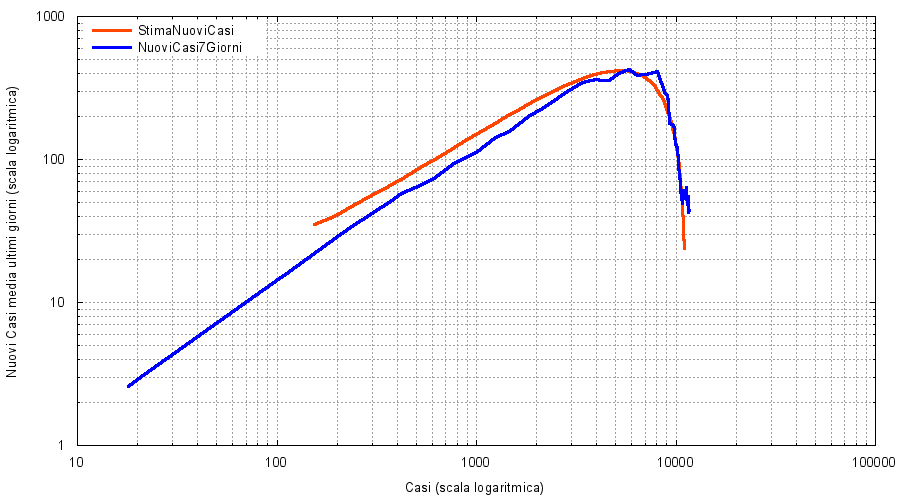 1000
StimaNuoviCasi
NuoviCasi7Giorni
100
10
1
Nuovi Casi media ultimi giorni (scala logaritmica)
10
100
1000
10000
100000
Casi (scala logaritmica)